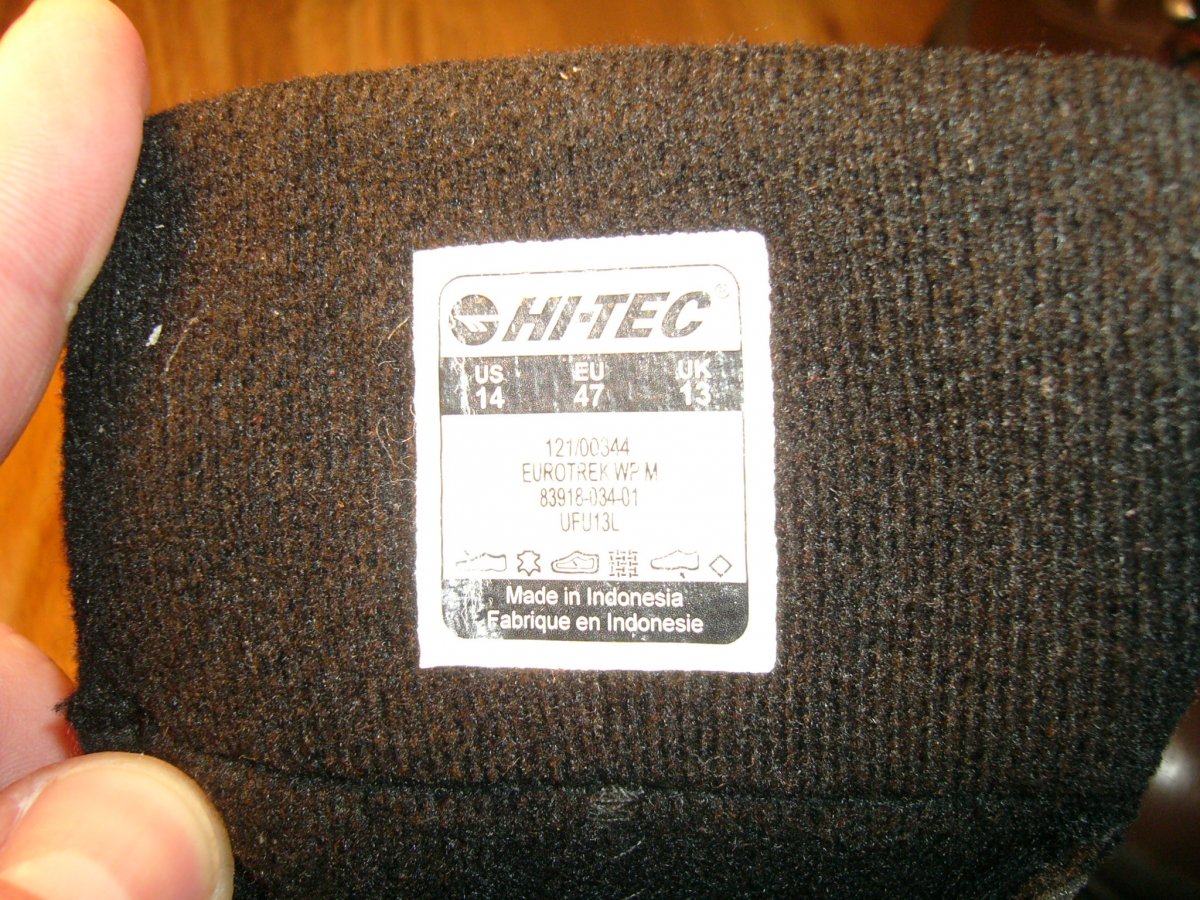 HI-TEC®
US EU UK
14 47 13
121/00344
EUROTREK WP M
83918-034-01
UFU13L
Made in Indonesia
Fabrique en Indonesie